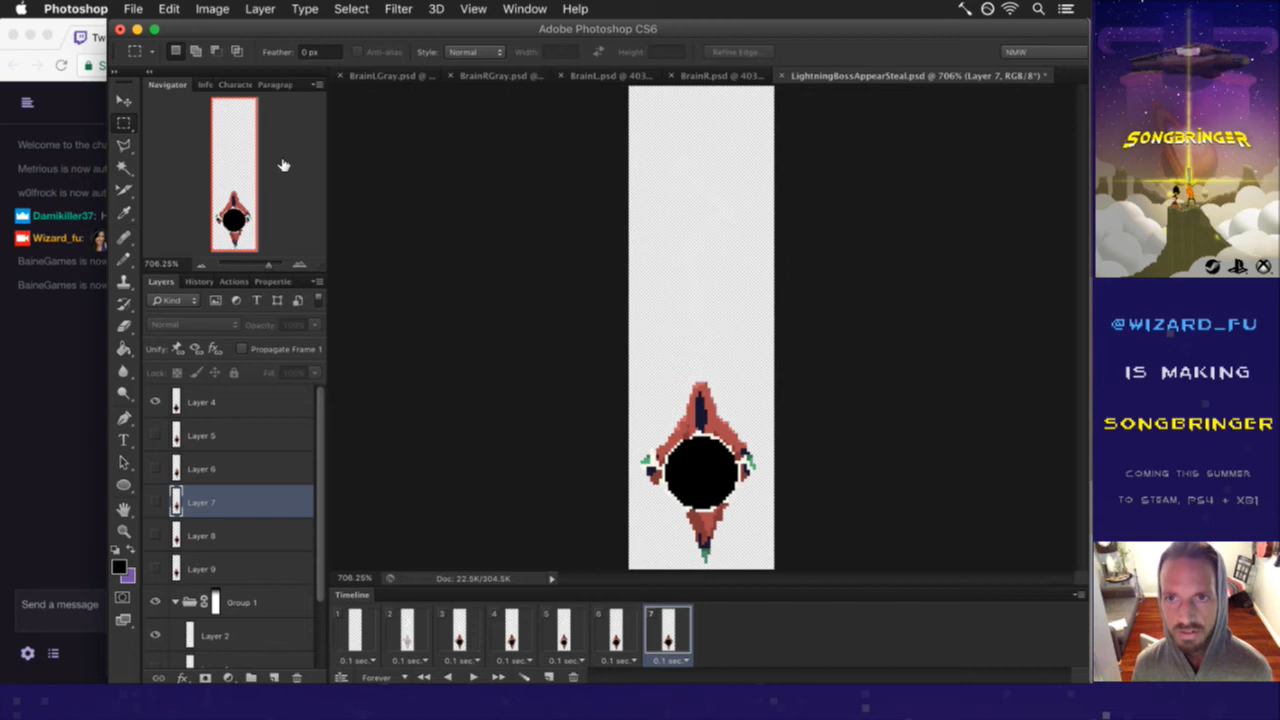 Photoshop File Edit Image Layer Type Select Filter 3D View Window Help
Adobe Photoshop CS6
Feather: 0 px Anti-alias Style: Normal Width: Height: Refine Edge... NMW
BrainLGray.psd @ ... BrainRGray.psd @... BrainL.psd @ 403... BrainR.psd @ 403... LightningBossAppearSteal.psd @ 706% (Layer 7, RGB/8*) *
Tw
S
Navigator Info Characte Paragrap
Welcome to the cha
Metrious is now aut
w0lfrock is now aut
Damikiller37: H
Wizard_fu:
BaineGames is now
BaineGames is now
706.25%
Layers History Actions Propertie
Kind
Normal Opacity: 100%
Unify: Propagate Frame 1
Lock: Fill: 100%
Layer 4
Layer 5
Layer 6
Layer 7
Layer 8
Layer 9
Group 1
Layer 2
Send a message
706.25% Doc: 22.5K/304.5K
Timeline
1 2 3 4 5 6 7
0.1 sec. 0.1 sec. 0.1 sec. 0.1 sec. 0.1 sec. 0.1 sec. 0.1 sec.
Forever
SONGBRINGER
@WIZARD_FU
IS MAKING
SONGBRINGER
COMING THIS SUMMER
TO STEAM, PS4 + XB1